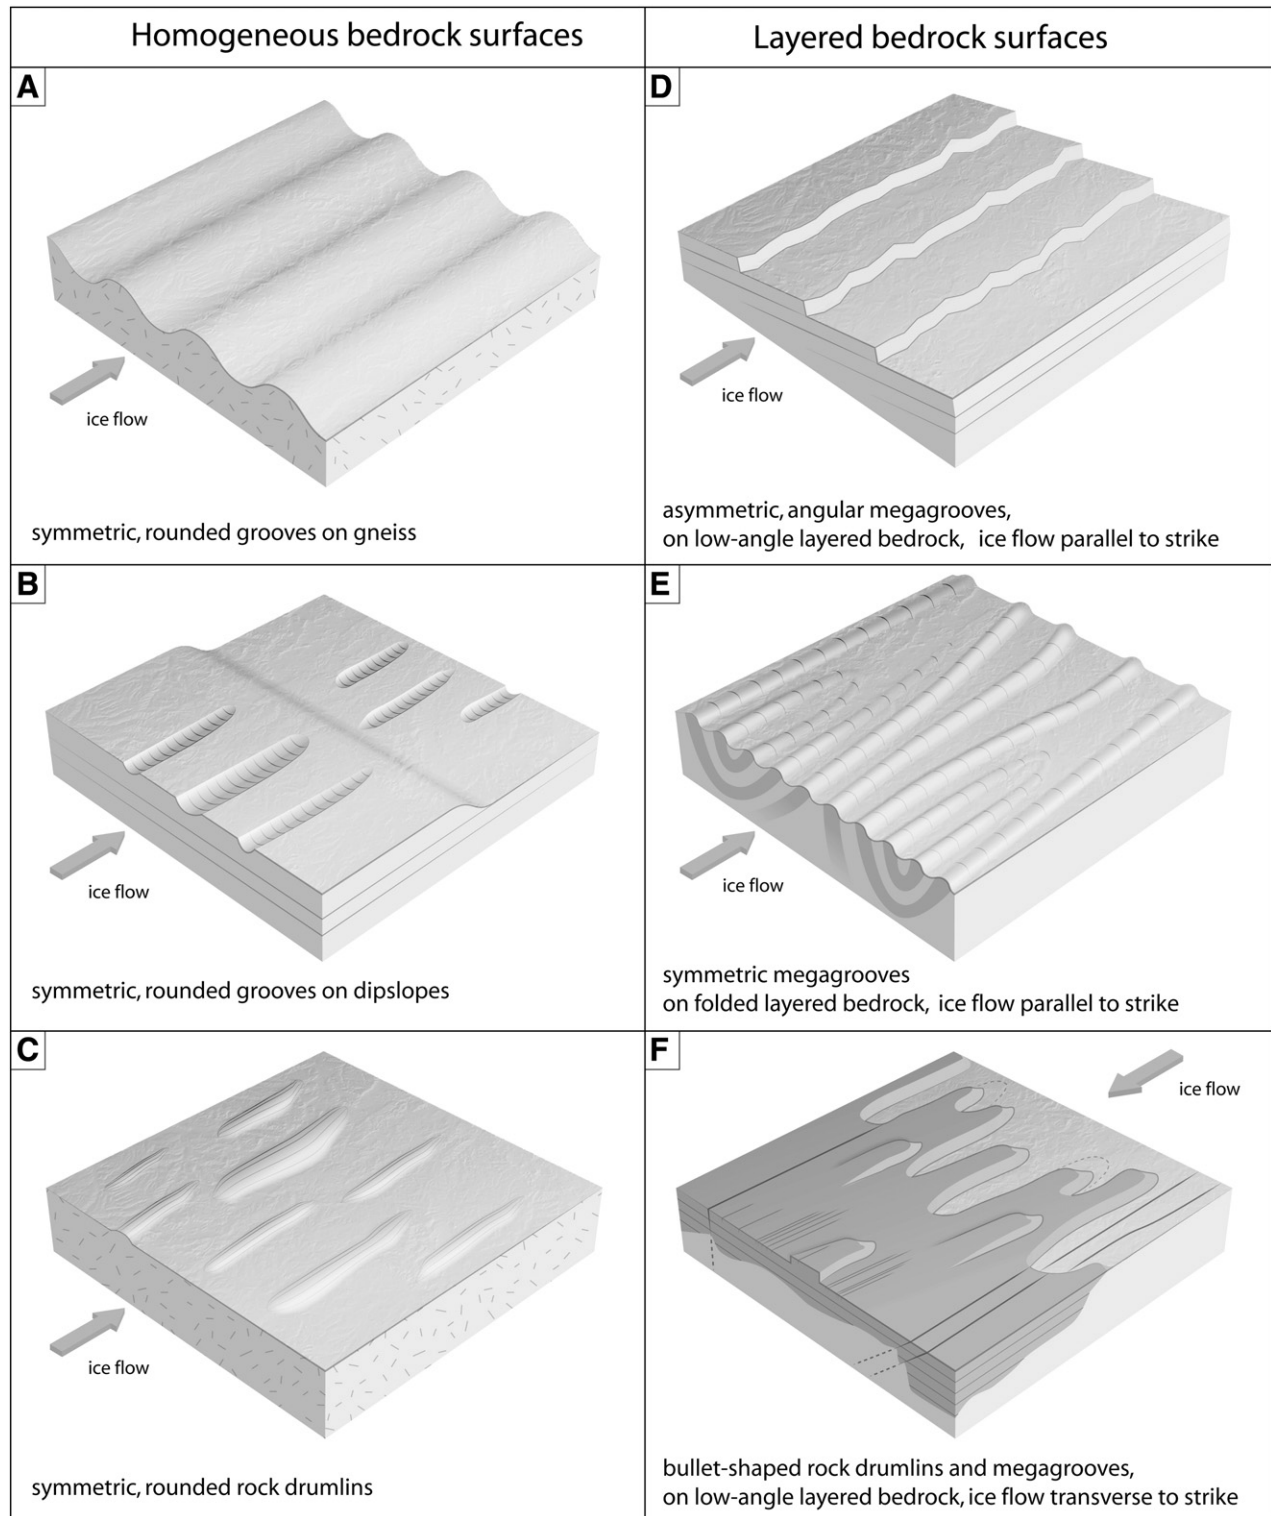 Homogeneous bedrock surfaces
Layered bedrock surfaces
A
ice flow
symmetric, rounded grooves on gneiss
D
ice flow
asymmetric, angular megagrooves,
on low-angle layered bedrock, ice flow parallel to strike
B
ice flow
symmetric, rounded grooves on dipslopes
E
ice flow
symmetric megagrooves
on folded layered bedrock, ice flow parallel to strike
C
ice flow
symmetric, rounded rock drumlins
F
ice flow
bullet-shaped rock drumlins and megagrooves,
on low-angle layered bedrock, ice flow transverse to strike